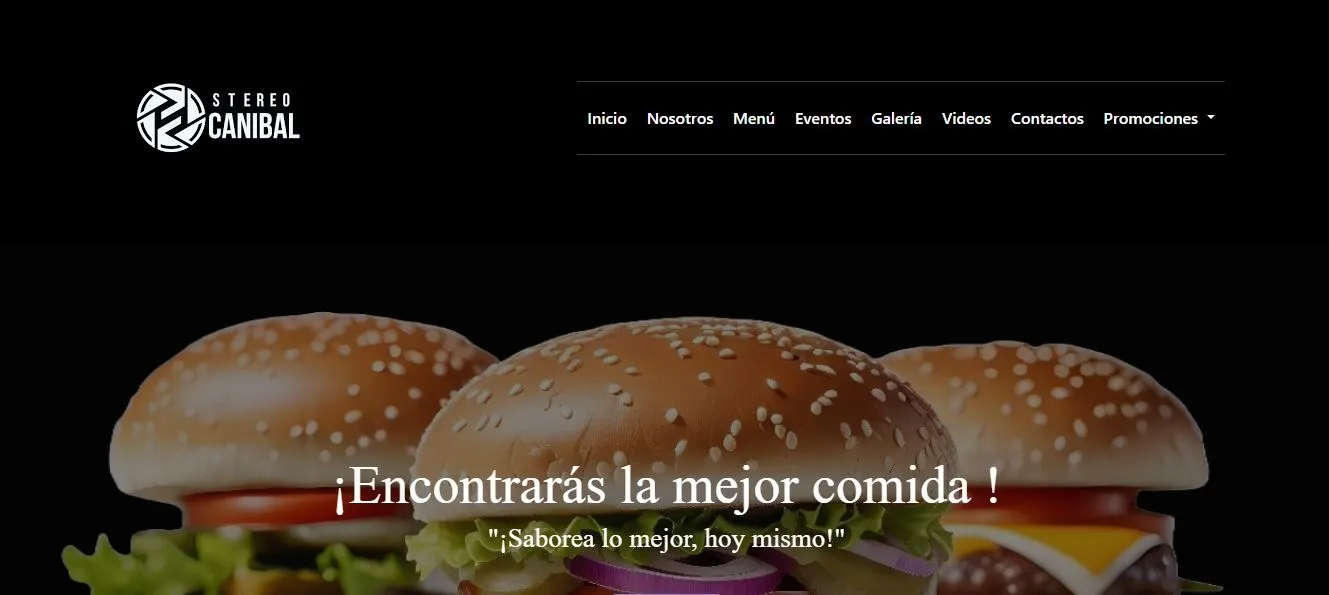 STEREO
CANIBAL
Inicio Nosotros Menú Eventos Galería Videos Contactos Promociones
¡Encontrarás la mejor comida !
"¡Saborea lo mejor, hoy mismo!"